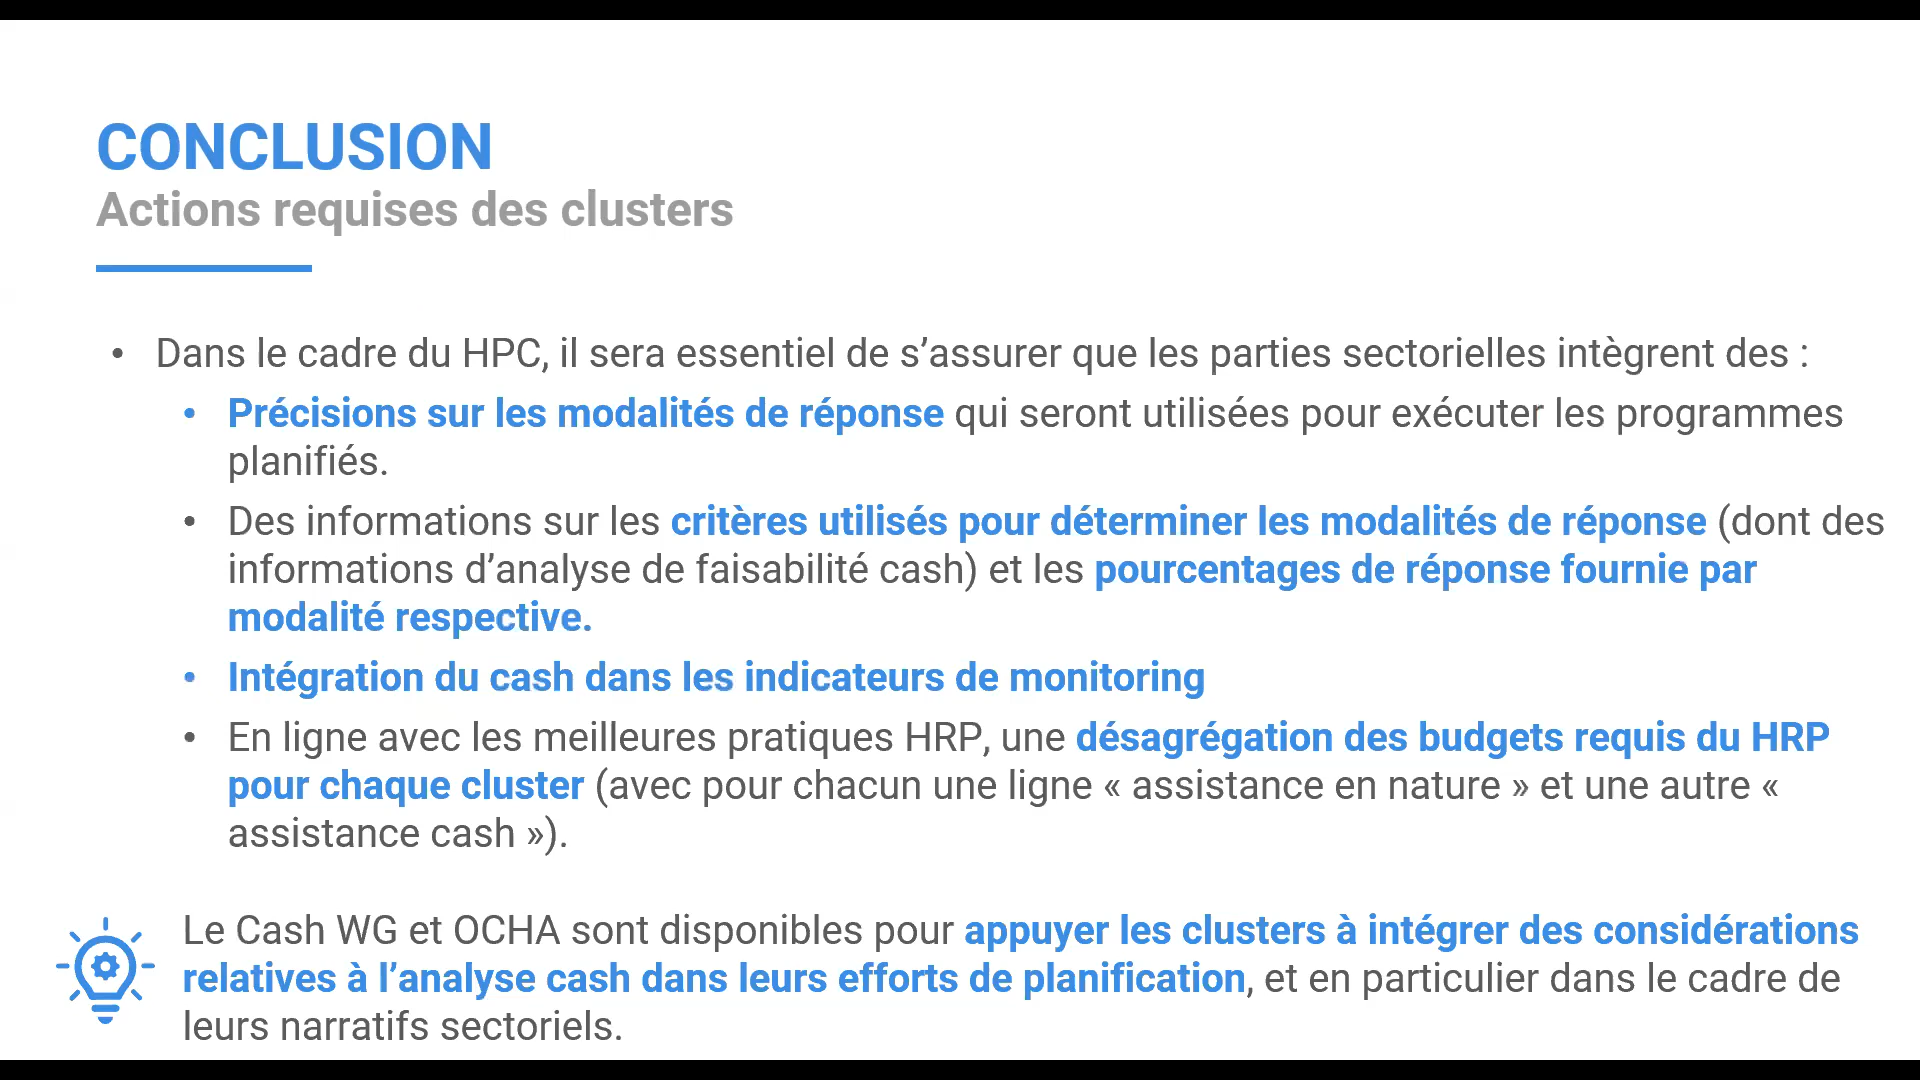 CONCLUSION
Actions requises des clusters
• Dans le cadre du HPC, il sera essentiel de s’assurer que les parties sectorielles intègrent des :
• Précisions sur les modalités de réponse qui seront utilisées pour exécuter les programmes
planifiés.
• Des informations sur les critères utilisés pour déterminer les modalités de réponse (dont des
informations d’analyse de faisabilité cash) et les pourcentages de réponse fournie par
modalité respective.
• Intégration du cash dans les indicateurs de monitoring
• En ligne avec les meilleures pratiques HRP, une désagrégation des budgets requis du HRP
pour chaque cluster (avec pour chacun une ligne « assistance en nature » et une autre «
assistance cash »).
Le Cash WG et OCHA sont disponibles pour appuyer les clusters à intégrer des considérations
relatives à l’analyse cash dans leurs efforts de planification, et en particulier dans le cadre de
leurs narratifs sectoriels.